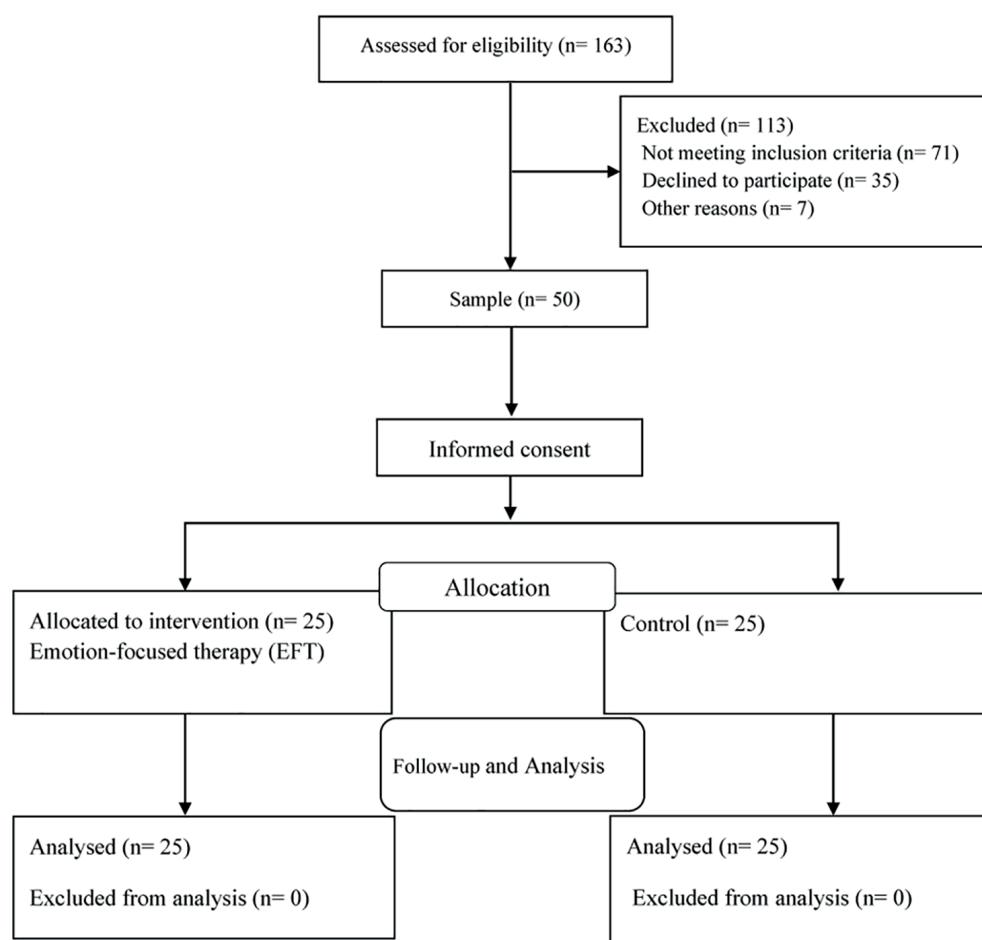 Assessed for eligibility (n= 163)
Excluded (n= 113)
Not meeting inclusion criteria (n= 71)
Declined to participate (n= 35)
Other reasons (n= 7)
Sample (n= 50)
Informed consent
Allocation
Allocated to intervention (n= 25)
Emotion-focused therapy (EFT)
Control (n= 25)
Follow-up and Analysis
Analysed (n= 25)
Excluded from analysis (n= 0)
Analysed (n= 25)
Excluded from analysis (n= 0)